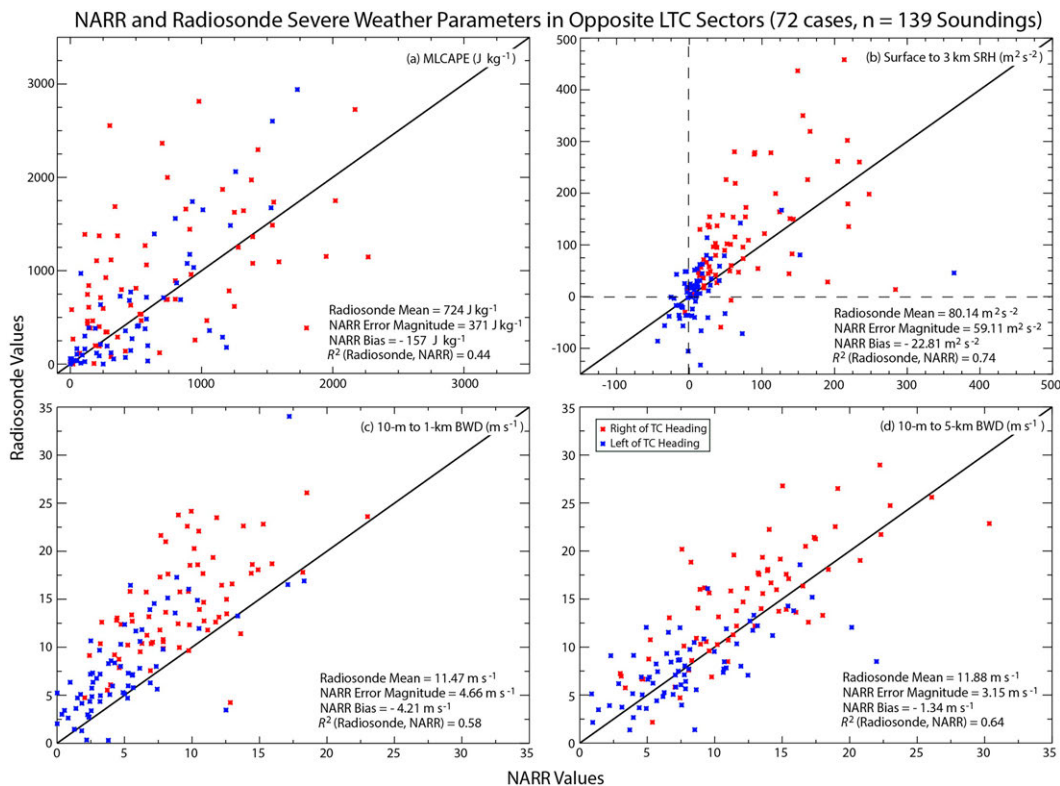 NARR and Radiosonde Severe Weather Parameters in Opposite LTC Sectors (72 cases, n = 139 Soundings)
Radiosonde Values
(a) MLCAPE (J kg⁻¹)
3000
2000
1000
0
0
1000
2000
3000
Radiosonde Mean = 724 J kg⁻¹
NARR Error Magnitude = 371 J kg⁻¹
NARR Bias = - 157 J kg⁻¹
R² (Radiosonde, NARR) = 0.44
(b) Surface to 3 km SRH (m² s⁻²)
500
400
300
200
100
0
-100
-100
0
100
200
300
400
500
Radiosonde Mean = 80.14 m² s⁻²
NARR Error Magnitude = 59.11 m² s⁻²
NARR Bias = - 22.81 m² s⁻²
R² (Radiosonde, NARR) = 0.74
(c) 10-m to 1-km BWD (m s⁻¹)
35
30
25
20
15
10
5
0
0
5
10
15
20
25
30
35
Radiosonde Mean = 11.47 m s⁻¹
NARR Error Magnitude = 4.66 m s⁻¹
NARR Bias = - 4.21 m s⁻¹
R² (Radiosonde, NARR) = 0.58
Right of TC Heading
Left of TC Heading
(d) 10-m to 5-km BWD (m s⁻¹)
35
30
25
20
15
10
5
0
0
5
10
15
20
25
30
35
Radiosonde Mean = 11.88 m s⁻¹
NARR Error Magnitude = 3.15 m s⁻¹
NARR Bias = - 1.34 m s⁻¹
R² (Radiosonde, NARR) = 0.64
NARR Values